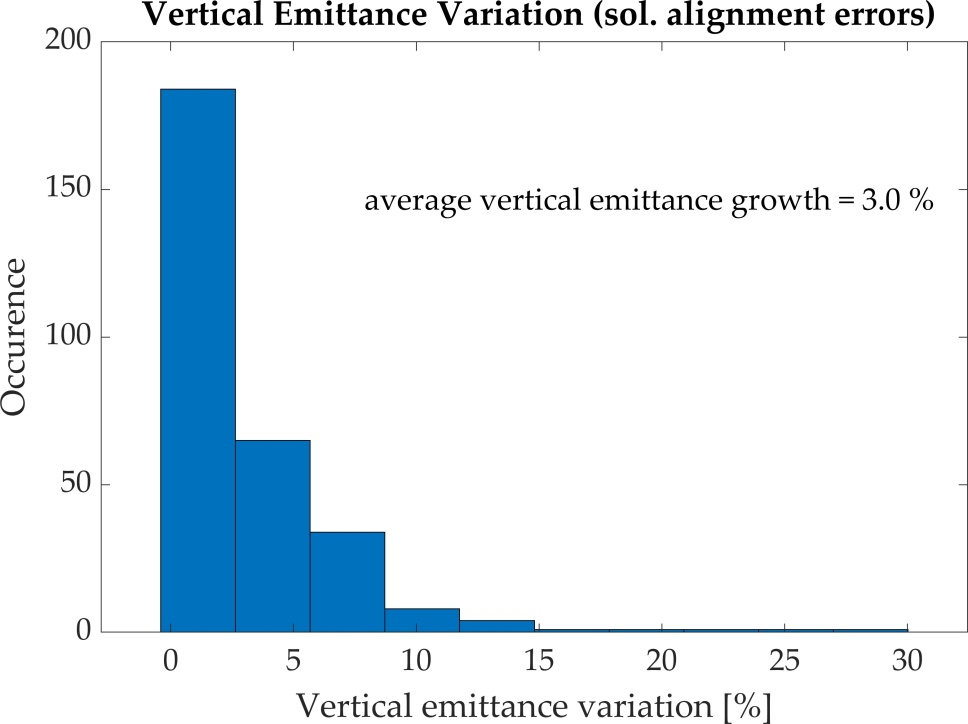 Vertical Emittance Variation (sol. alignment errors)
200
150
100
50
0
Occurence
average vertical emittance growth = 3.0 %
0 5 10 15 20 25 30
Vertical emittance variation [%]